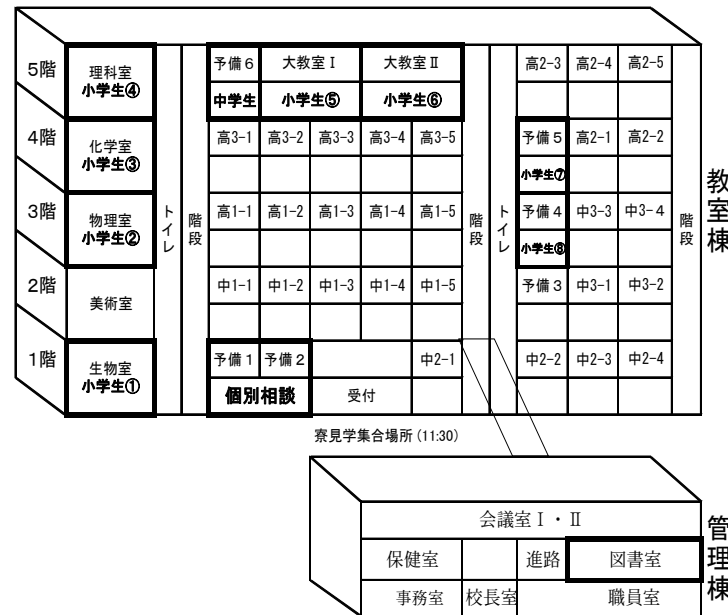 5階 理科室 予備6 大教室Ⅰ 大教室Ⅱ 高2-3 高2-4 高2-5
小学生④ 中学生 小学生⑤ 小学生⑥
4階 化学室 高3-1 高3-2 高3-3 高3-4 高3-5 予備5 高2-1 高2-2
小学生③ 小学生⑦
3階 物理室 高1-1 高1-2 高1-3 高1-4 高1-5 予備4 中3-3 中3-4
小学生② 小学生⑧
トイレ 階段 階段 トイレ 階段
教室棟
2階 美術室 中1-1 中1-2 中1-3 中1-4 中1-5 予備3 中3-1 中3-2
1階 生物室 予備1 予備2 中2-1 中2-2 中2-3 中2-4
小学生① 個別相談 受付
寮見学集合場所(11:30)
会議室Ⅰ・Ⅱ
保健室 進路 図書室
事務室 校長室 職員室
管理棟